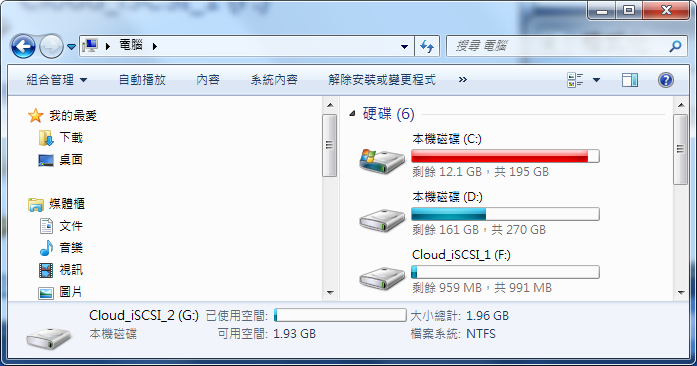 Cloud_iSCSI_1 (F:)
電腦
搜尋 電腦
組合管理 自動播放 內容 系統內容 解除安裝或變更程式 »
我的最愛
下載
桌面
媒體櫃
文件
音樂
視訊
圖片
硬碟 (6)
本機磁碟 (C:)
剩餘 12.1 GB，共 195 GB
本機磁碟 (D:)
剩餘 161 GB，共 270 GB
Cloud_iSCSI_1 (F:)
剩餘 959 MB，共 991 MB
Cloud_iSCSI_2 (G:) 已使用空間: 大小總計: 1.96 GB
本機磁碟 可用空間: 1.93 GB 檔案系統: NTFS